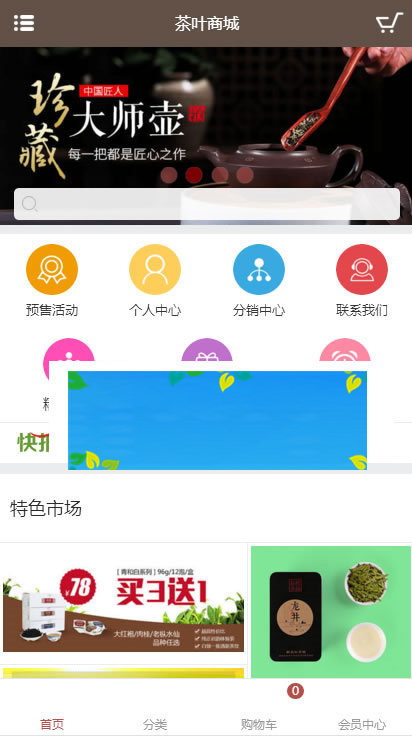 茶叶商城
珍藏
中国匠人
大师壶
每一把都是匠心之作
预售活动
个人中心
分销中心
联系我们
快报
特色市场
【 青和自系列 】 96g/12泡/盒
¥78
买3送1
大红袍/肉桂/老枞水仙
品种任选
龙井
0
首页
分类
购物车
会员中心